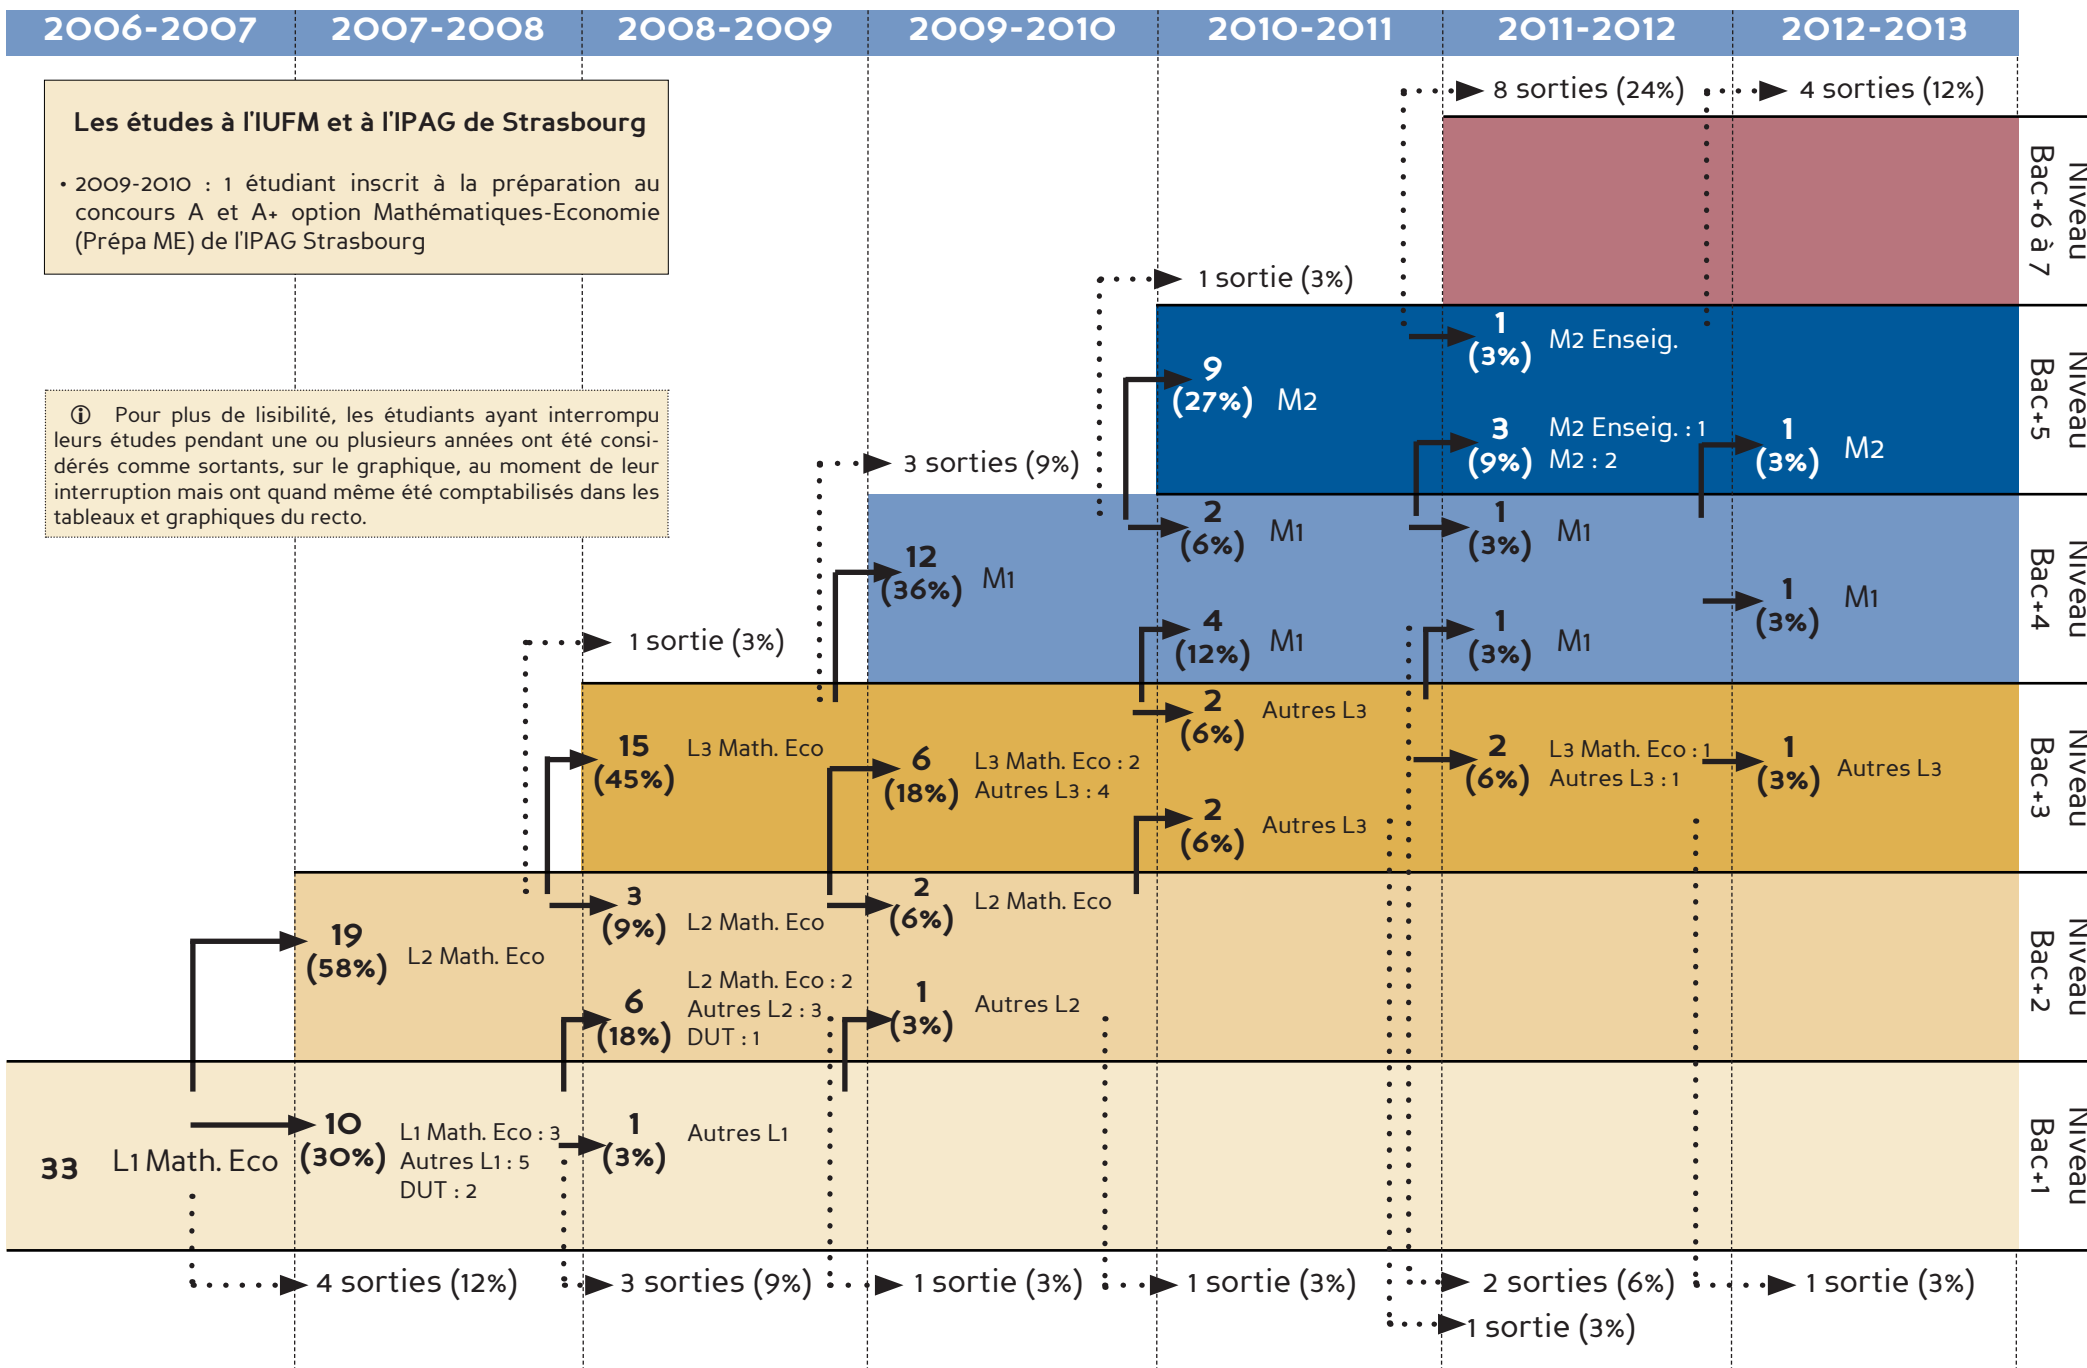 2006-2007 2007-2008 2008-2009 2009-2010 2010-2011 2011-2012 2012-2013
Les études à l'IUFM et à l'IPAG de Strasbourg
• 2009-2010 : 1 étudiant inscrit à la préparation au
concours A et A+ option Mathématiques-Economie
(Prépa ME) de l'IPAG Strasbourg
Pour plus de lisibilité, les étudiants ayant interrompu
leurs études pendant une ou plusieurs années ont été consi-
dérés comme sortants, sur le graphique, au moment de leur
interruption mais ont quand même été comptabilisés dans les
tableaux et graphiques du recto.
8 sorties (24%)
4 sorties (12%)
Niveau
Bac+6 à 7
1 sortie (3%)
9
(27%)
M2
1
(3%)
M2 Enseig.
3
(9%)
M2 Enseig. : 1
M2 : 2
1
(3%)
M2
Niveau
Bac+5
3 sorties (9%)
12
(36%)
M1
2
(6%)
M1
4
(12%)
M1
1
(3%)
M1
1
(3%)
M1
1
(3%)
M1
Niveau
Bac+4
1 sortie (3%)
15
(45%)
L3 Math. Eco
6
(18%)
L3 Math. Eco : 2
Autres L3 : 4
2
(6%)
Autres L3
2
(6%)
Autres L3
2
(6%)
L3 Math. Eco : 1
Autres L3 : 1
1
(3%)
Autres L3
Niveau
Bac+3
19
(58%)
L2 Math. Eco
3
(9%)
L2 Math. Eco
6
(18%)
L2 Math. Eco : 2
Autres L2 : 3
DUT : 1
2
(6%)
L2 Math. Eco
1
(3%)
Autres L2
Niveau
Bac+2
33
L1 Math. Eco
10
(30%)
L1 Math. Eco : 3
Autres L1 : 5
DUT : 2
1
(3%)
Autres L1
Niveau
Bac+1
4 sorties (12%)
3 sorties (9%)
1 sortie (3%)
1 sortie (3%)
2 sorties (6%)
1 sortie (3%)
1 sortie (3%)